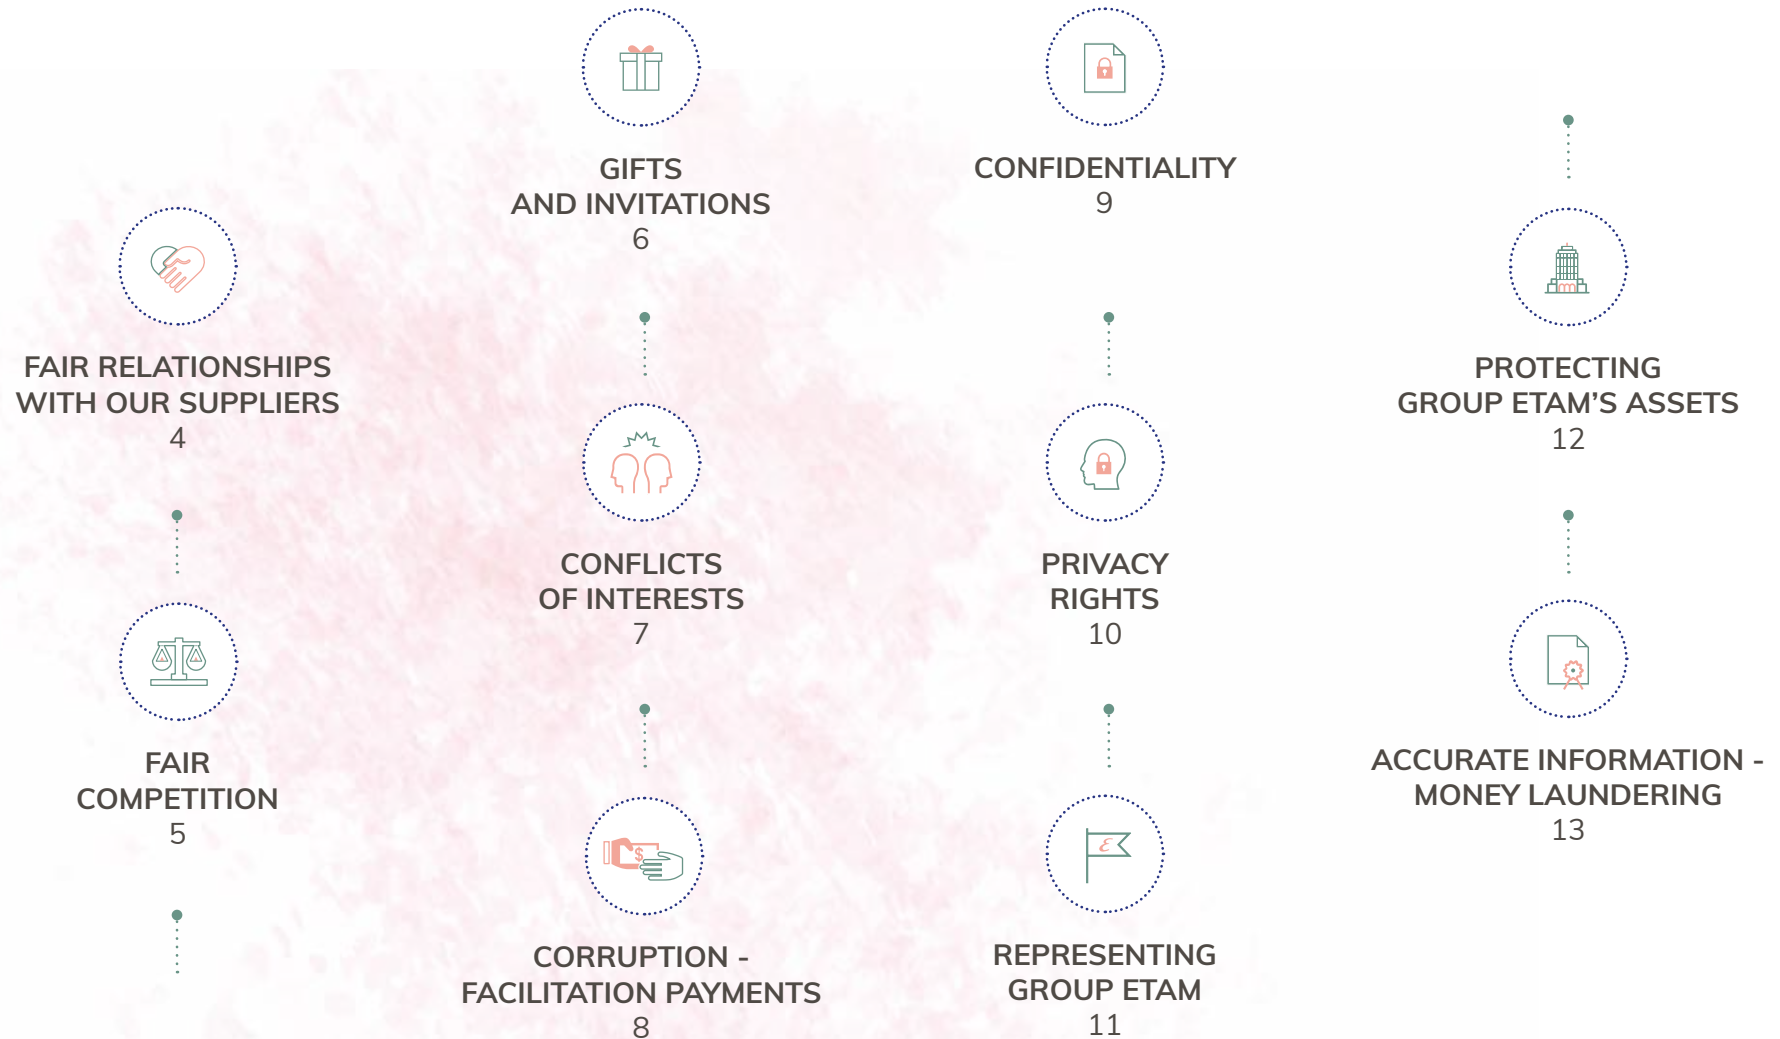 FAIR RELATIONSHIPS
WITH OUR SUPPLIERS
4
FAIR
COMPETITION
5
GIFTS
AND INVITATIONS
6
CONFLICTS
OF INTERESTS
7
$
CORRUPTION -
FACILITATION PAYMENTS
8
CONFIDENTIALITY
9
PRIVACY
RIGHTS
10
ℰ
REPRESENTING
GROUP ETAM
11
PROTECTING
GROUP ETAM’S ASSETS
12
ACCURATE INFORMATION -
MONEY LAUNDERING
13